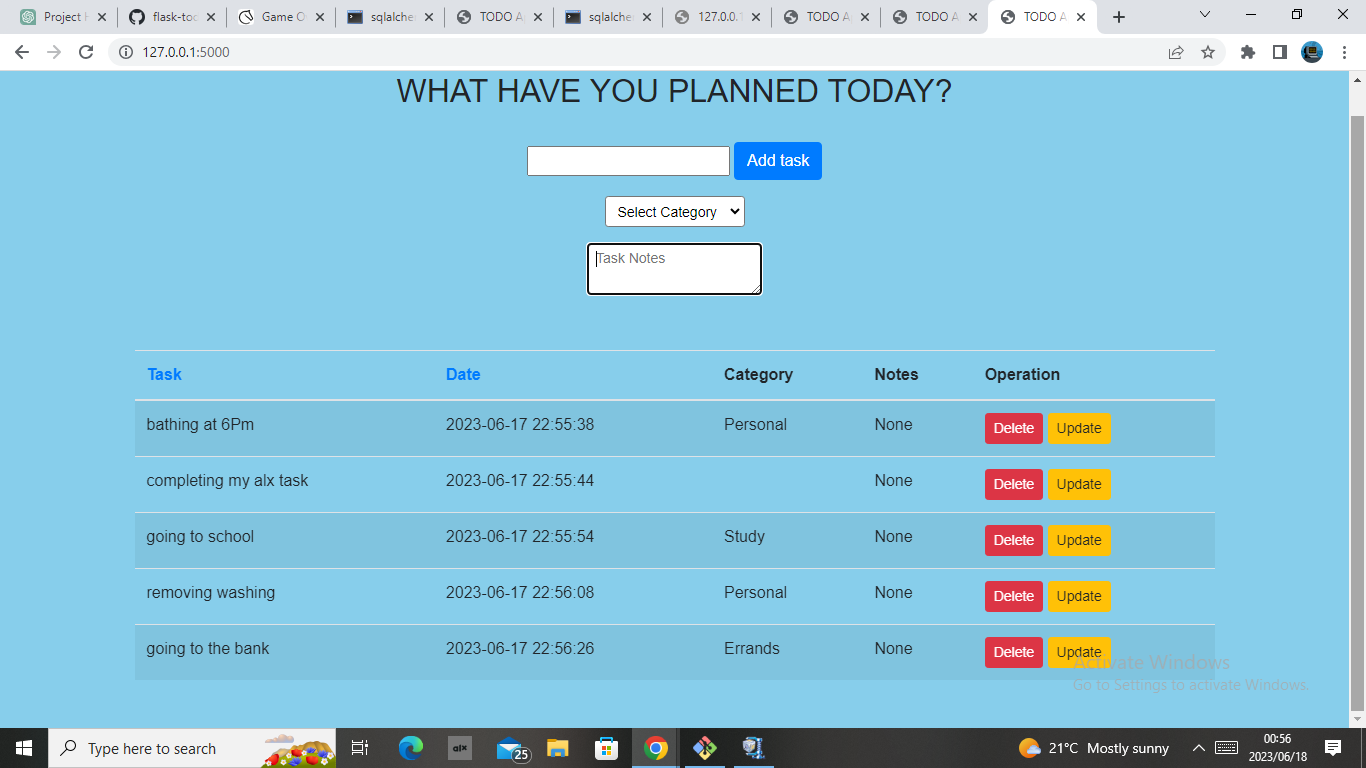 Project H
flask-too
Game O
sqlalche
TODO A
sqlalche
127.0.0.1
TODO A
TODO A
TODO A
127.0.0.1:5000
WHAT HAVE YOU PLANNED TODAY?
Add task
Select Category
Task Notes
Task Date Category Notes Operation
bathing at 6Pm 2023-06-17 22:55:38 Personal None Delete Update
completing my alx task 2023-06-17 22:55:44 None Delete Update
going to school 2023-06-17 22:55:54 Study None Delete Update
removing washing 2023-06-17 22:56:08 Personal None Delete Update
going to the bank 2023-06-17 22:56:26 Errands None Delete Update
Activate Windows
Go to Settings to activate Windows.
Type here to search
alx
25
21°C Mostly sunny
00:56
2023/06/18